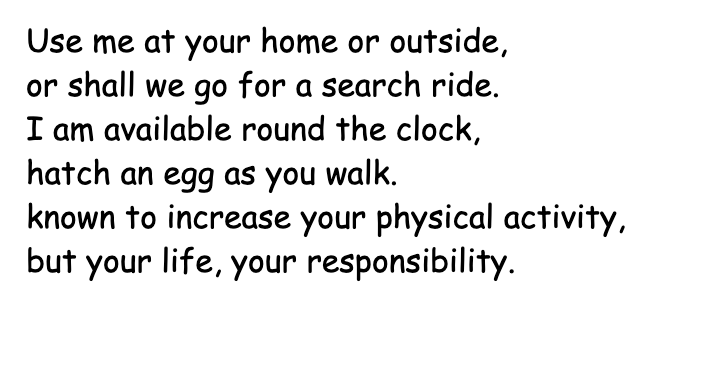 Use me at your home or outside,
or shall we go for a search ride.
I am available round the clock,
hatch an egg as you walk.
known to increase your physical activity,
but your life, your responsibility.